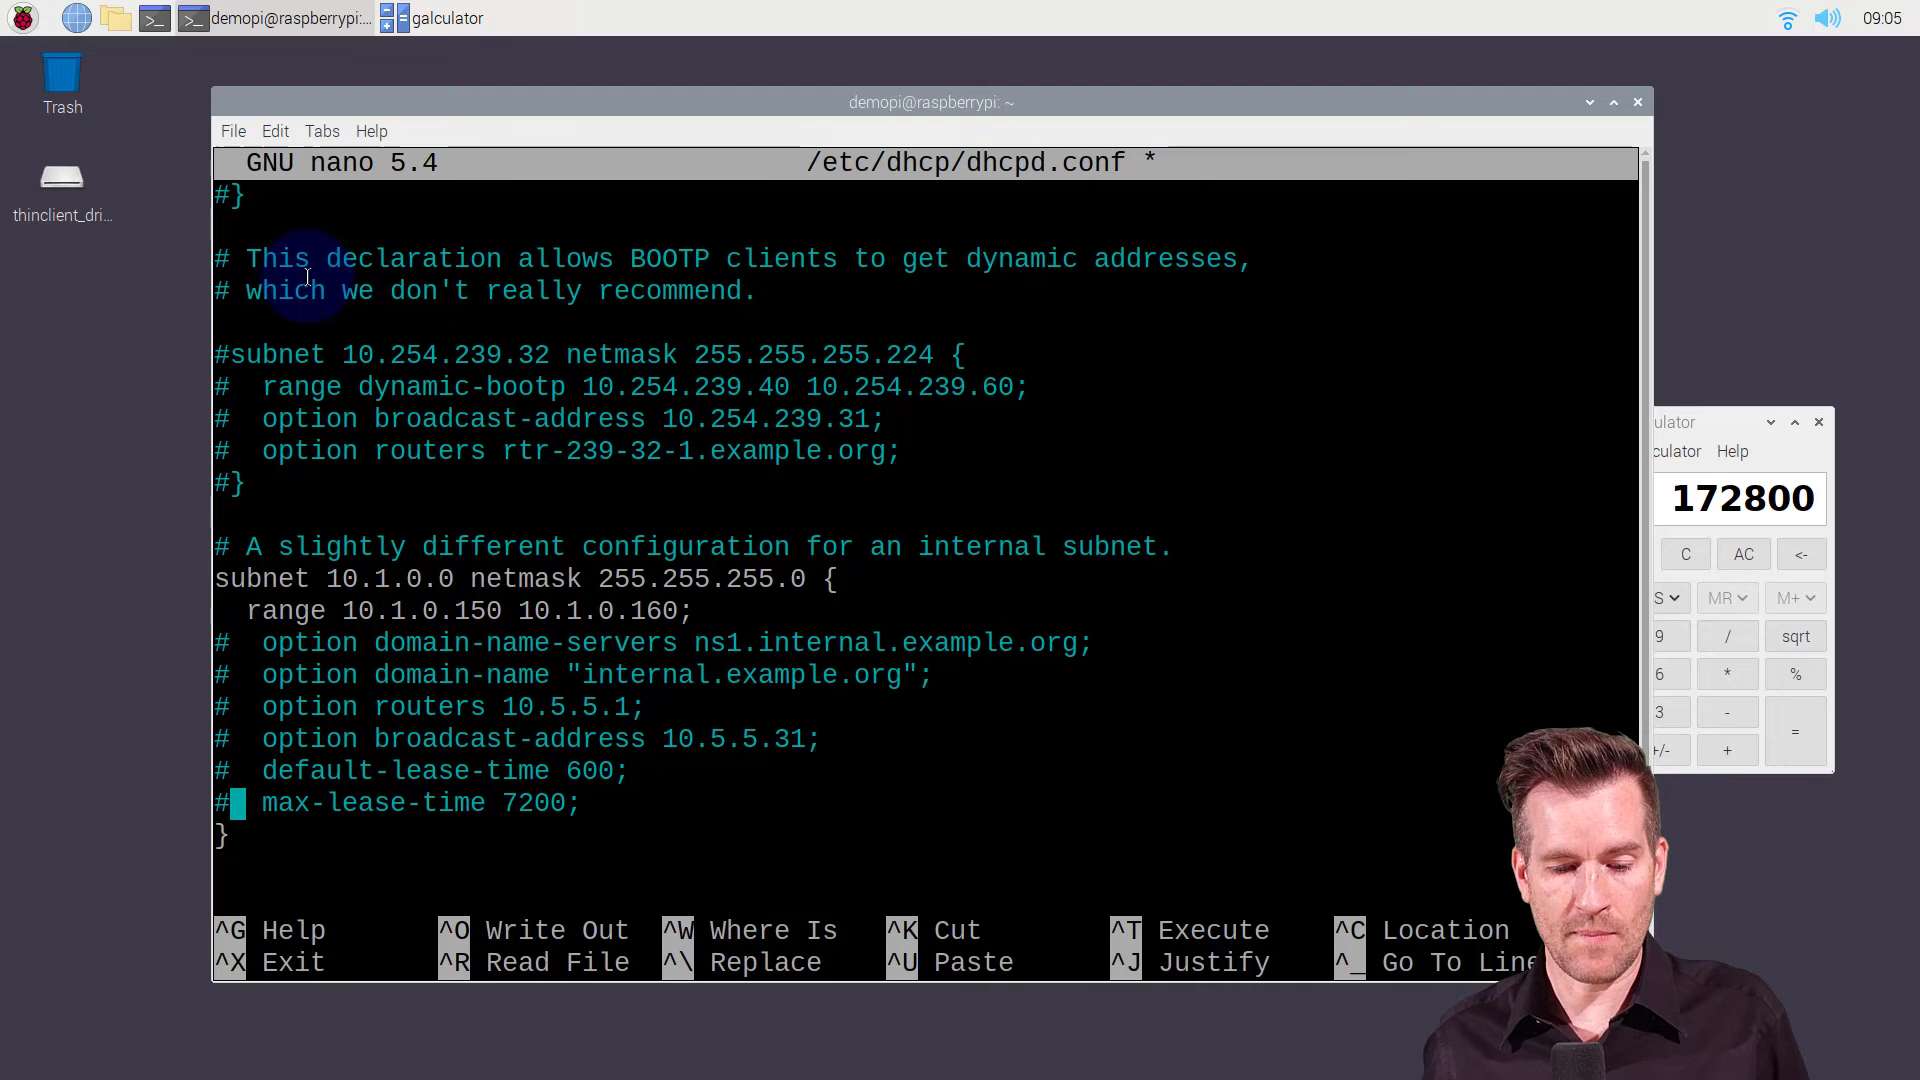 demopi@raspberrypi:...
galculator
09:05
Trash
thinclient_dri...
demopi@raspberrypi: ~
File Edit Tabs Help
GNU nano 5.4 /etc/dhcp/dhcpd.conf *
#}
# This declaration allows BOOTP clients to get dynamic addresses,
# which we don't really recommend.
#subnet 10.254.239.32 netmask 255.255.255.224 {
#  range dynamic-bootp 10.254.239.40 10.254.239.60;
#  option broadcast-address 10.254.239.31;
#  option routers rtr-239-32-1.example.org;
#}
# A slightly different configuration for an internal subnet.
subnet 10.1.0.0 netmask 255.255.255.0 {
  range 10.1.0.150 10.1.0.160;
#  option domain-name-servers ns1.internal.example.org;
#  option domain-name "internal.example.org";
#  option routers 10.5.5.1;
#  option broadcast-address 10.5.5.31;
#  default-lease-time 600;
#  max-lease-time 7200;
}
^G Help ^O Write Out ^W Where Is ^K Cut ^T Execute ^C Location
^X Exit ^R Read File ^\ Replace ^U Paste ^J Justify ^_ Go To Line
ulator
culator Help
172800
C AC <-
S MR M+
9 / sqrt
6 * %
3 -
=
+/- +